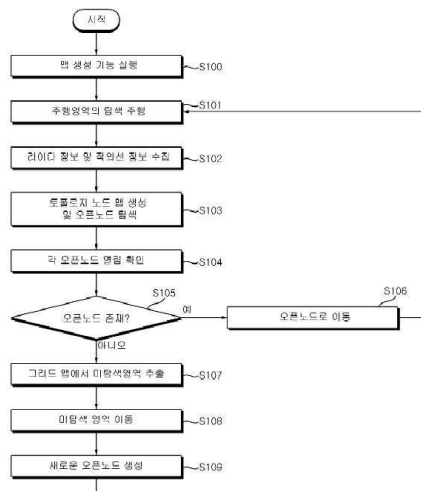 시작
맵 생성 기능 실행
S100
주행영역의 탐색 주행
S101
라이다 정보 및 적외선 정보 수집
S102
토폴로지 노드 맵 생성
및 오픈노드 탐색
S103
각 오픈노드 열림 확인
S104
S105
오픈노드 존재?
예
S106
오픈노드로 이동
아니오
그리드 맵에서 미탐색영역 추출
S107
미탐색 영역 이동
S108
새로운 오픈노드 생성
S109